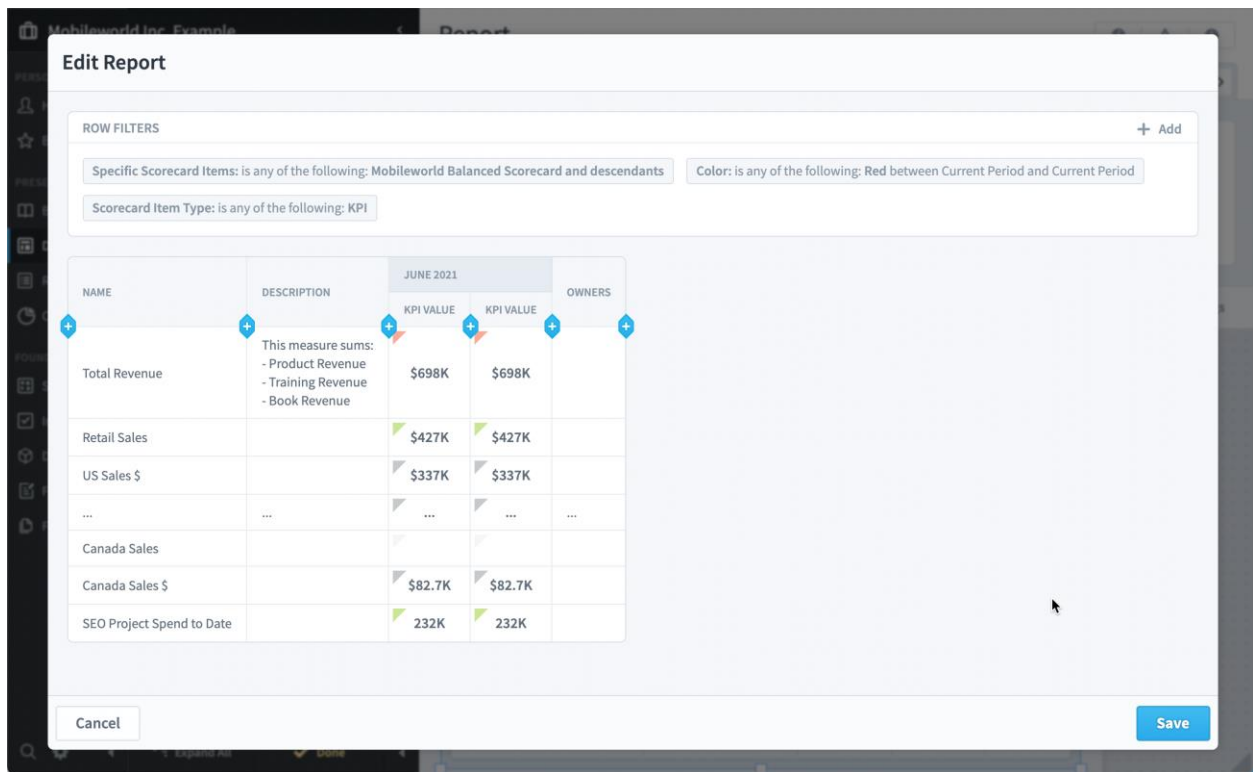 Mobileworld Inc. Example
Report
Edit Report
ROW FILTERS
+ Add
Specific Scorecard Items: is any of the following: Mobileworld Balanced Scorecard and descendants
Color: is any of the following: Red between Current Period and Current Period
Scorecard Item Type: is any of the following: KPI
NAME
DESCRIPTION
JUNE 2021
KPI VALUE
KPI VALUE
OWNERS
Total Revenue
This measure sums:
- Product Revenue
- Training Revenue
- Book Revenue
$698K
$698K
Retail Sales
$427K
$427K
US Sales $
$337K
$337K
...
...
...
...
...
Canada Sales
Canada Sales $
$82.7K
$82.7K
SEO Project Spend to Date
232K
232K
Cancel
Save
Expand All
Done